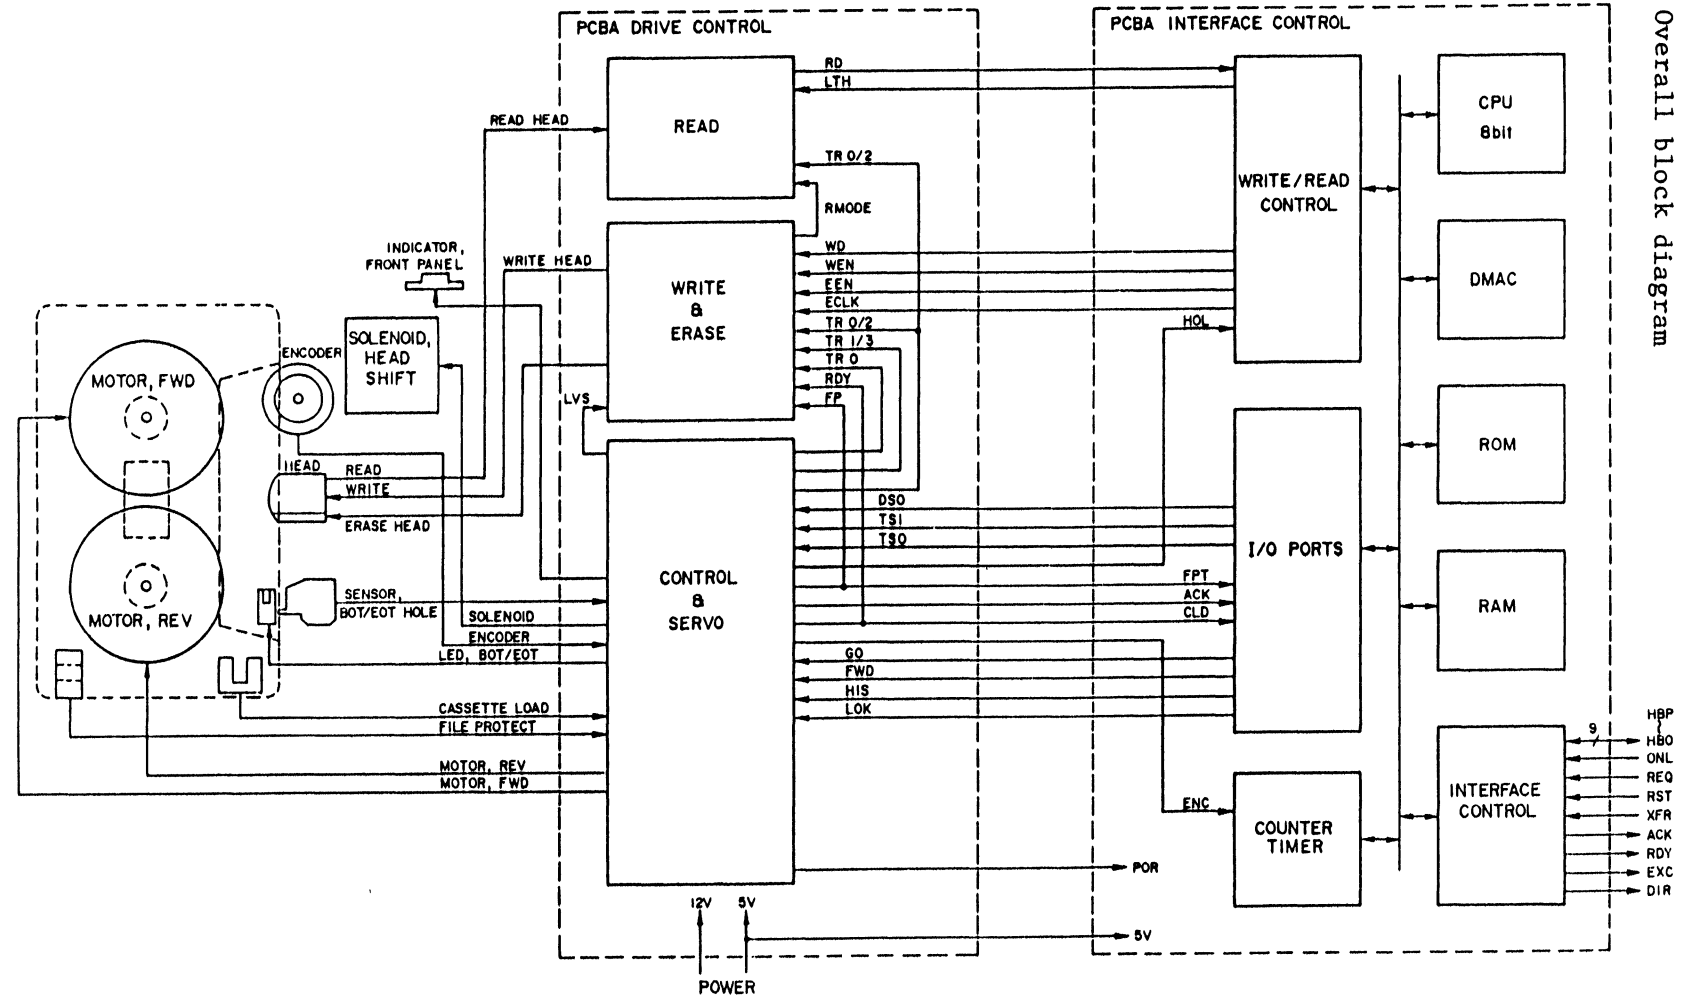 Overall block diagram
PCBA DRIVE CONTROL
PCBA INTERFACE CONTROL
READ
RD
LTH
READ HEAD
TR 0/2
RMODE
WRITE/READ
CONTROL
CPU
8bit
INDICATOR,
FRONT PANEL
WRITE HEAD
WRITE
&
ERASE
WD
WEN
EEN
ECLK
TR 0/2
TR 1/3
TR 0
RDY
FP
HOL
DMAC
SOLENOID,
HEAD
SHIFT
ENCODER
MOTOR, FWD
LVS
HEAD
READ
WRITE
ERASE HEAD
ROM
CONTROL
&
SERVO
DS0
TS1
TS0
FPT
ACK
CLD
I/O PORTS
RAM
MOTOR, REV
SENSOR,
BOT/EOT HOLE
SOLENOID
ENCODER
LED, BOT/EOT
GO
FWD
HIS
LOK
CASSETTE LOAD
FILE PROTECT
MOTOR, REV
MOTOR, FWD
ENC
COUNTER
TIMER
INTERFACE
CONTROL
9
HBP
HBO
ONL
REQ
RST
XFR
ACK
RDY
EXC
DIR
POR
12V
5V
5V
POWER